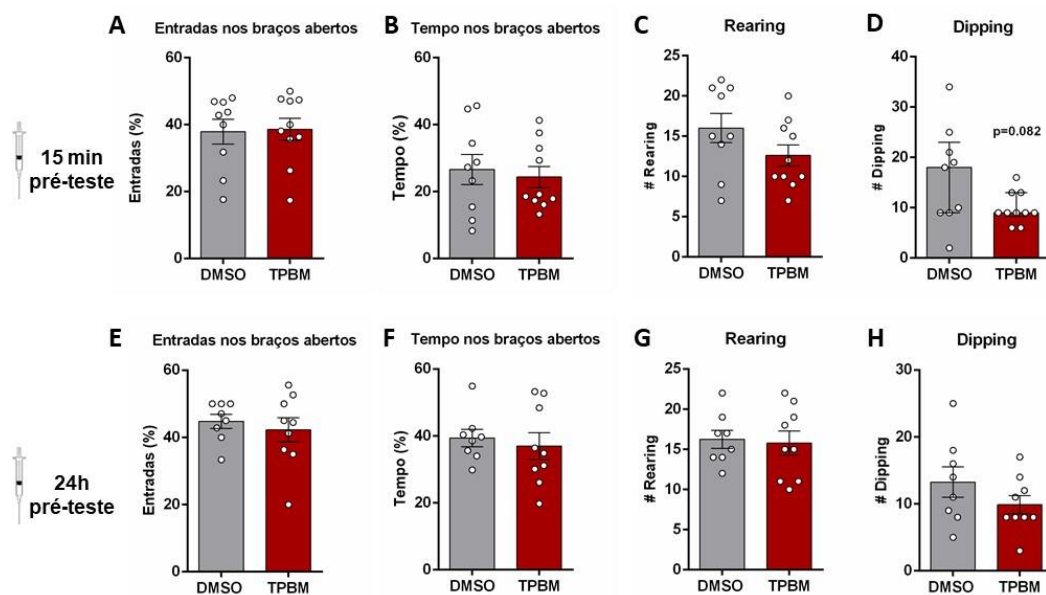 A
Entradas nos braços abertos
Entradas (%)
60
40
20
0
DMSO
TPBM
B
Tempo nos braços abertos
Tempo (%)
60
40
20
0
DMSO
TPBM
C
Rearing
# Rearing
25
20
15
10
5
0
DMSO
TPBM
D
Dipping
# Dipping
40
30
20
10
0
p=0.082
DMSO
TPBM
15 min
pré-teste
E
Entradas nos braços abertos
Entradas (%)
60
40
20
0
DMSO
TPBM
F
Tempo nos braços abertos
Tempo (%)
60
40
20
0
DMSO
TPBM
G
Rearing
# Rearing
25
20
15
10
5
0
DMSO
TPBM
H
Dipping
# Dipping
30
20
10
0
DMSO
TPBM
24h
pré-teste